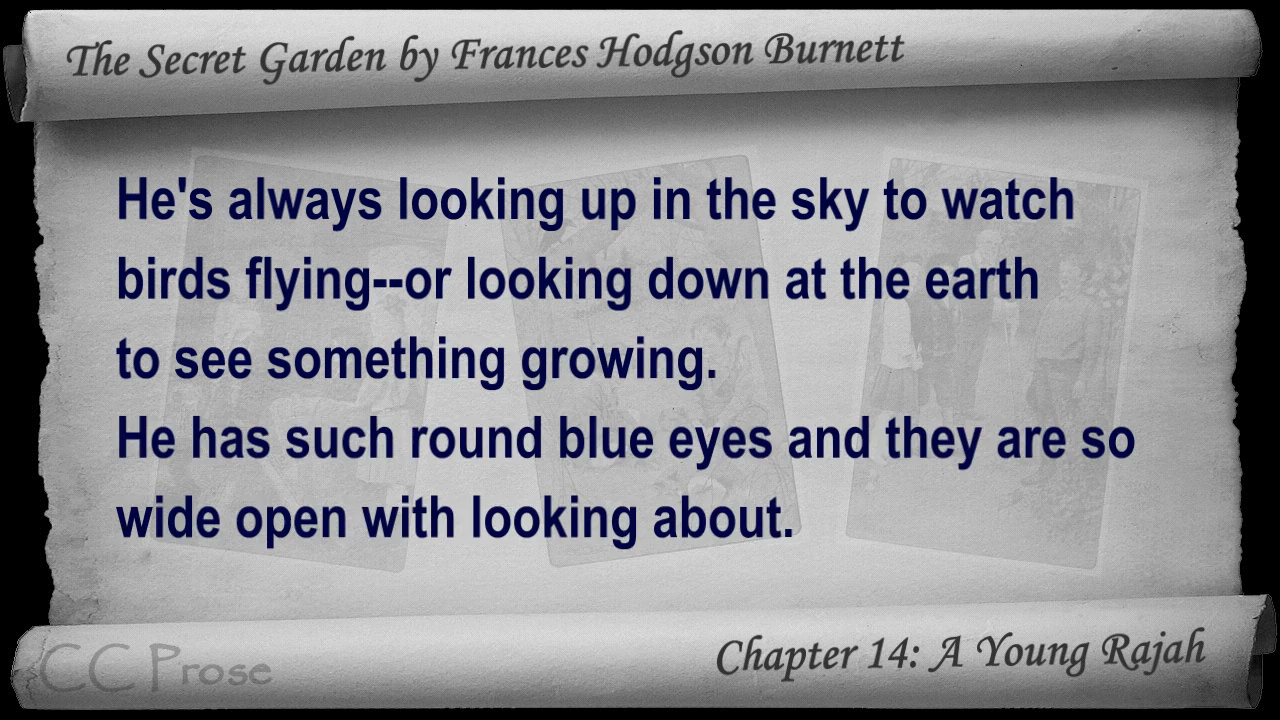 The Secret Garden by Frances Hodgson Burnett
He's always looking up in the sky to watch
birds flying--or looking down at the earth
to see something growing.
He has such round blue eyes and they are so
wide open with looking about.
CC Prose
Chapter 14: A Young Rajah